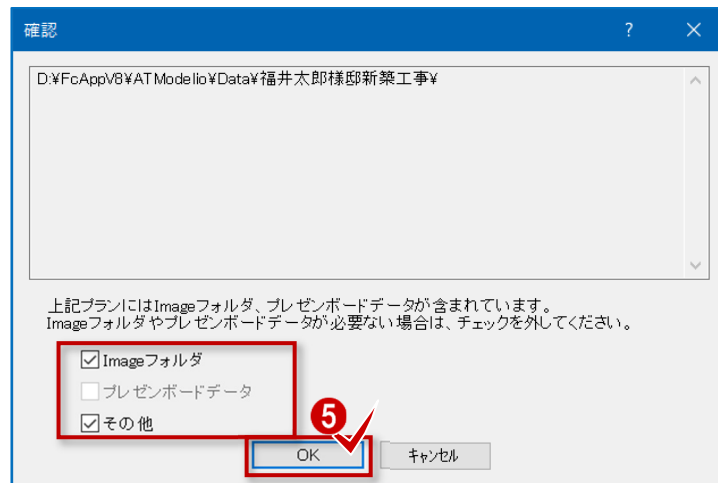 確認
D:¥FcAppV8¥ATModelio¥Data¥福井太郎様邸新築工事¥
上記プランにはImageフォルダ、プレゼンボードデータが含まれています。
Imageフォルダやプレゼンボードデータが必要ない場合は、チェックを外してください。
Imageフォルダ
プレゼンボードデータ
その他
5
OK キャンセル